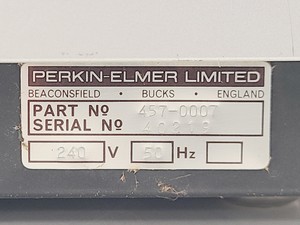 PERKIN-ELMER LIMITED
BEACONSFIELD · BUCKS · ENGLAND
PART Nº 457-0007
SERIAL Nº
240 V 50 Hz